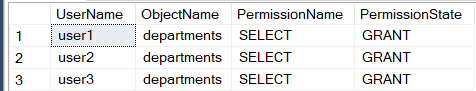 UserName ObjectName PermissionName PermissionState
1 user1 departments SELECT GRANT
2 user2 departments SELECT GRANT
3 user3 departments SELECT GRANT